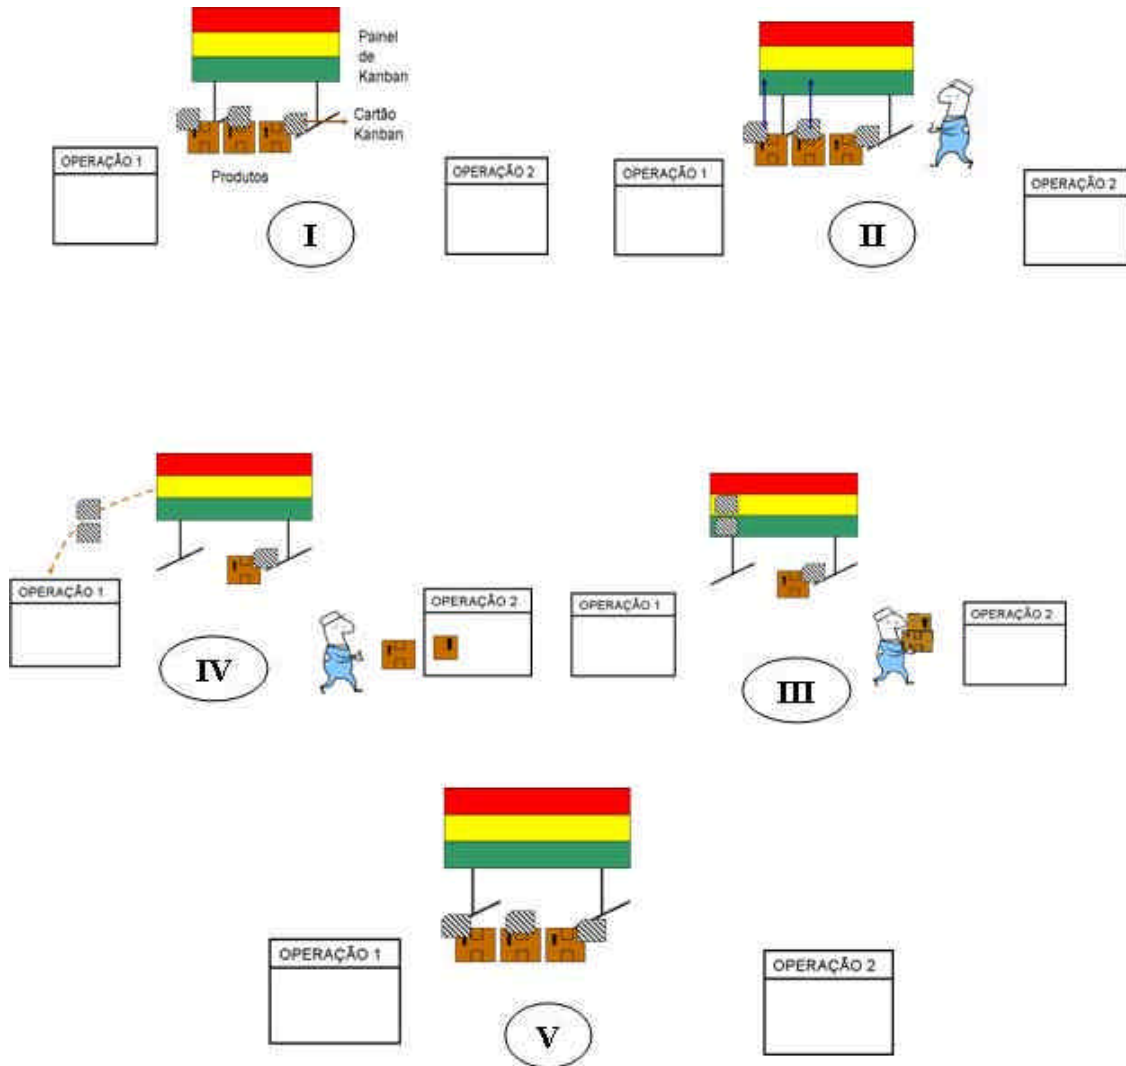 Painel
de
Kanban
Cartão
Kanban
OPERAÇÃO 1
Produtos
OPERAÇÃO 2
I
OPERAÇÃO 1
OPERAÇÃO 2
II
OPERAÇÃO 1
OPERAÇÃO 2
IV
OPERAÇÃO 1
OPERAÇÃO 2
III
OPERAÇÃO 1
OPERAÇÃO 2
V